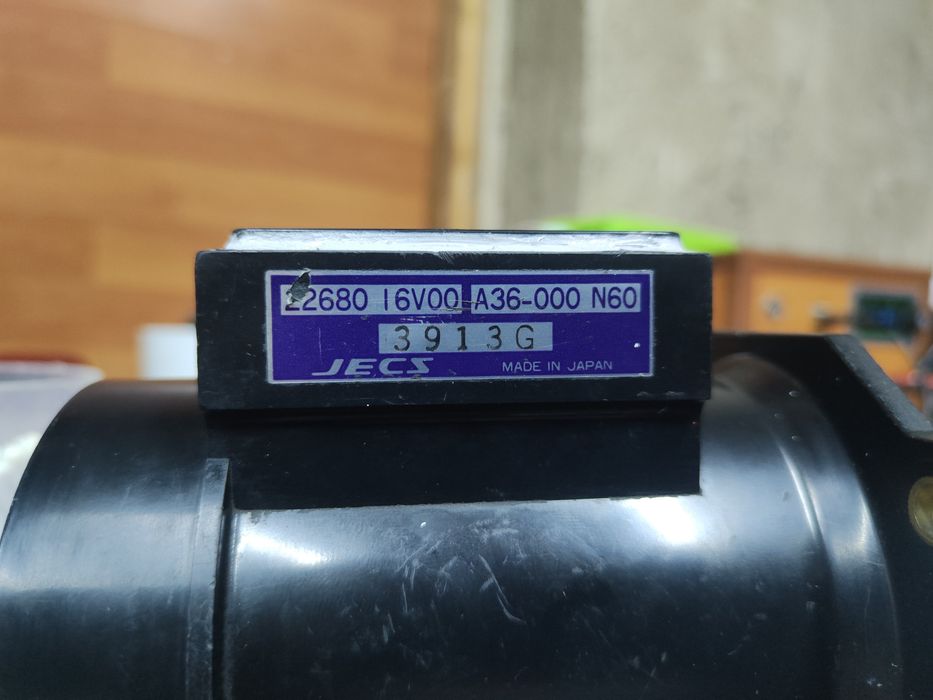 22680 16V00 A36-000 N60
3913G
JECS MADE IN JAPAN